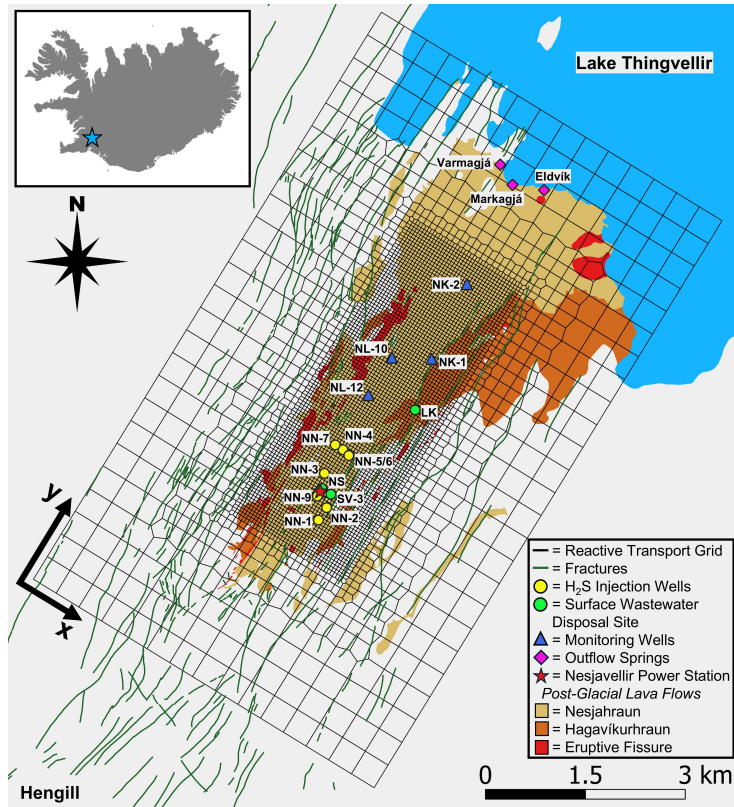 Lake Thingvellir
Varmagjá
Eldvík
Markagjá
N
NK-2
NL-10
NK-1
NL-12
LK
NN-7
NN-4
NN-5/6
NN-3
NS
NN-9
SV-3
NN-1
NN-2
y
x
= Reactive Transport Grid
= Fractures
= H₂S Injection Wells
= Surface Wastewater
Disposal Site
= Monitoring Wells
= Outflow Springs
= Nesjavellir Power Station
Post-Glacial Lava Flows
= Nesjahraun
= Hagavíkurhraun
= Eruptive Fissure
Hengill
0 1.5 3 km